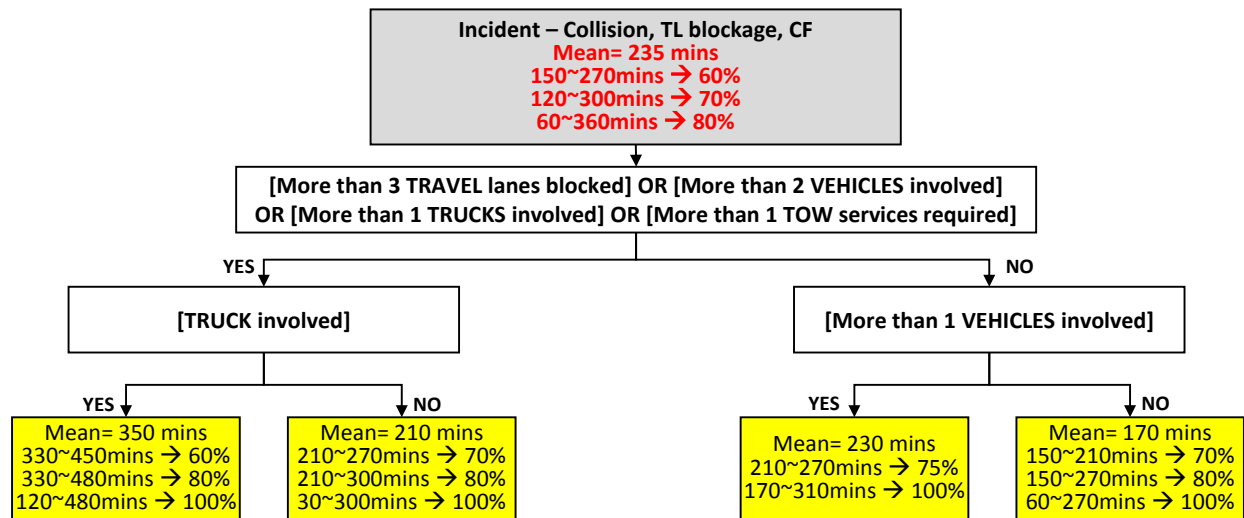 Incident – Collision, TL blockage, CF
Mean= 235 mins
150~270mins → 60%
120~300mins → 70%
60~360mins → 80%
[More than 3 TRAVEL lanes blocked] OR [More than 2 VEHICLES involved]
OR [More than 1 TRUCKS involved] OR [More than 1 TOW services required]
YES
NO
[TRUCK involved]
[More than 1 VEHICLES involved]
YES
NO
YES
NO
Mean= 350 mins
330~450mins → 60%
330~480mins → 80%
120~480mins → 100%
Mean= 210 mins
210~270mins → 70%
210~300mins → 80%
30~300mins → 100%
Mean= 230 mins
210~270mins → 75%
170~310mins → 100%
Mean= 170 mins
150~210mins → 70%
150~270mins → 80%
60~270mins → 100%